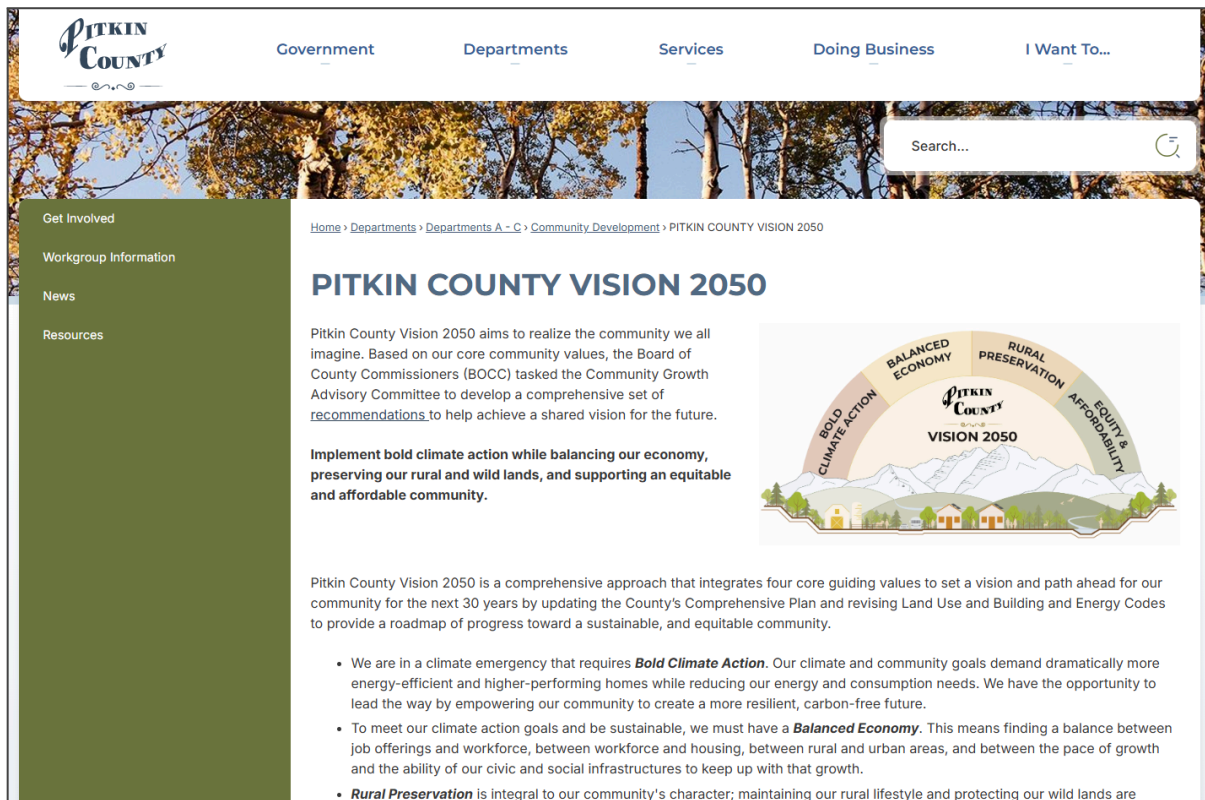 PITKIN
COUNTY
Government
Departments
Services
Doing Business
I Want To...
Search...
Get Involved
Workgroup Information
News
Resources
Home › Departments › Departments A - C › Community Development › PITKIN COUNTY VISION 2050
PITKIN COUNTY VISION 2050
Pitkin County Vision 2050 aims to realize the community we all
imagine. Based on our core community values, the Board of
County Commissioners (BOCC) tasked the Community Growth
Advisory Committee to develop a comprehensive set of
recommendations to help achieve a shared vision for the future.
Implement bold climate action while balancing our economy,
preserving our rural and wild lands, and supporting an equitable
and affordable community.
BOLD
CLIMATE ACTION
BALANCED
ECONOMY
RURAL
PRESERVATION
EQUITY &
AFFORDABILITY
PITKIN
COUNTY
VISION 2050
Pitkin County Vision 2050 is a comprehensive approach that integrates four core guiding values to set a vision and path ahead for our
community for the next 30 years by updating the County's Comprehensive Plan and revising Land Use and Building and Energy Codes
to provide a roadmap of progress toward a sustainable, and equitable community.
• We are in a climate emergency that requires Bold Climate Action. Our climate and community goals demand dramatically more
energy-efficient and higher-performing homes while reducing our energy and consumption needs. We have the opportunity to
lead the way by empowering our community to create a more resilient, carbon-free future.
• To meet our climate action goals and be sustainable, we must have a Balanced Economy. This means finding a balance between
job offerings and workforce, between workforce and housing, between rural and urban areas, and between the pace of growth
and the ability of our civic and social infrastructures to keep up with that growth.
• Rural Preservation is integral to our community's character; maintaining our rural lifestyle and protecting our wild lands are